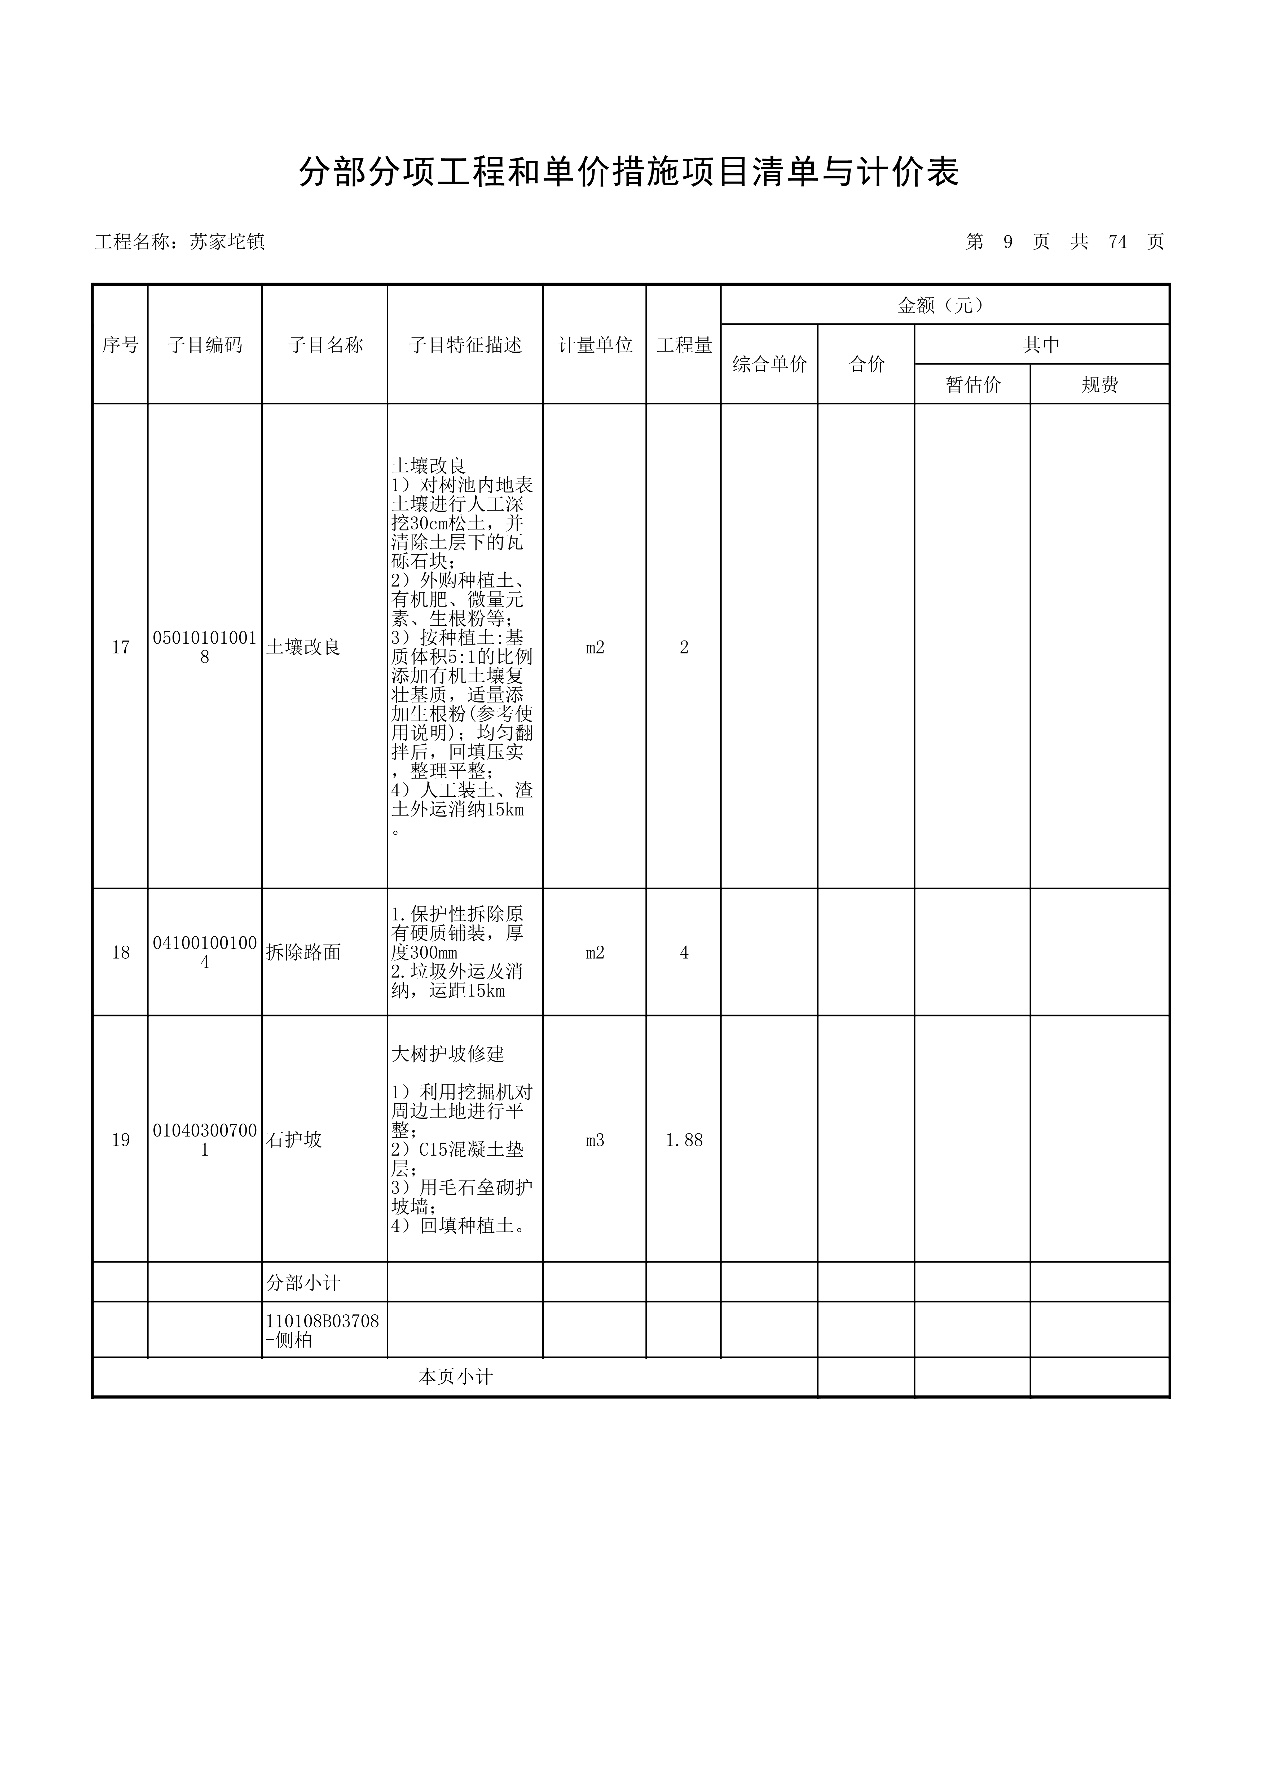 分部分项工程和单价措施项目清单与计价表
工程名称：苏家坨镇
第 9 页 共 74 页
序号 子目编码 子目名称 子目特征描述 计量单位 工程量 金额（元）
综合单价 合价 其中
暂估价 规费
土壤改良
1）对树池内地表
土壤进行人工深
挖30cm松土，并
清除土层下的瓦
砾石块；
2）外购种植土、
有机肥、微量元
素、生根粉等；
3）按种植土:基
质体积5:1的比例
添加有机土壤复
壮基质，适量添
加生根粉(参考使
用说明)；均匀翻
拌后，回填压实
，整理平整；
4）人工装土、渣
土外运消纳15km
。
17 05010101001
8 土壤改良 m2 2
1.保护性拆除原
有硬质铺装，厚
度300mm
2.垃圾外运及消
纳，运距15km
18 04100100100
4 拆除路面 m2 4
大树护坡修建
1）利用挖掘机对
周边土地进行平
整；
2）C15混凝土垫
层；
3）用毛石垒砌护
坡墙；
4）回填种植土。
19 01040300700
1 石护坡 m3 1.88
分部小计
110108B03708
-侧柏
本页小计